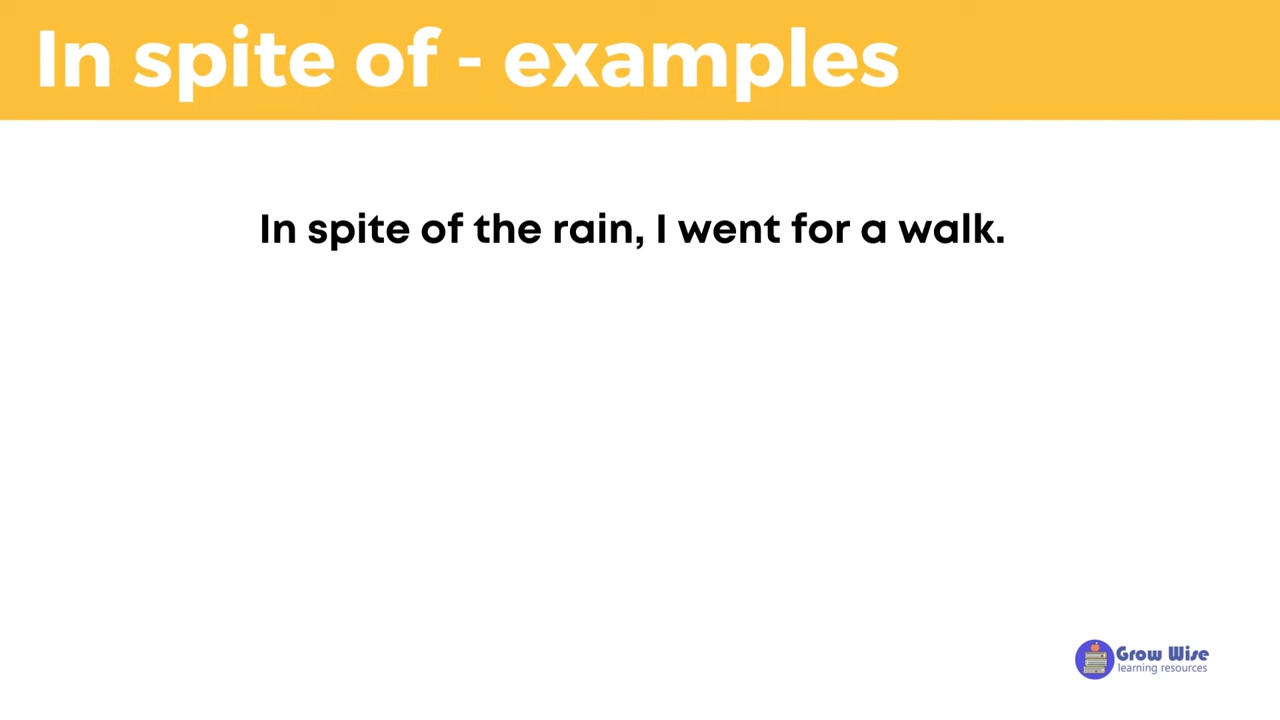 In spite of - examples
In spite of the rain, I went for a walk.
Grow Wise
learning resources